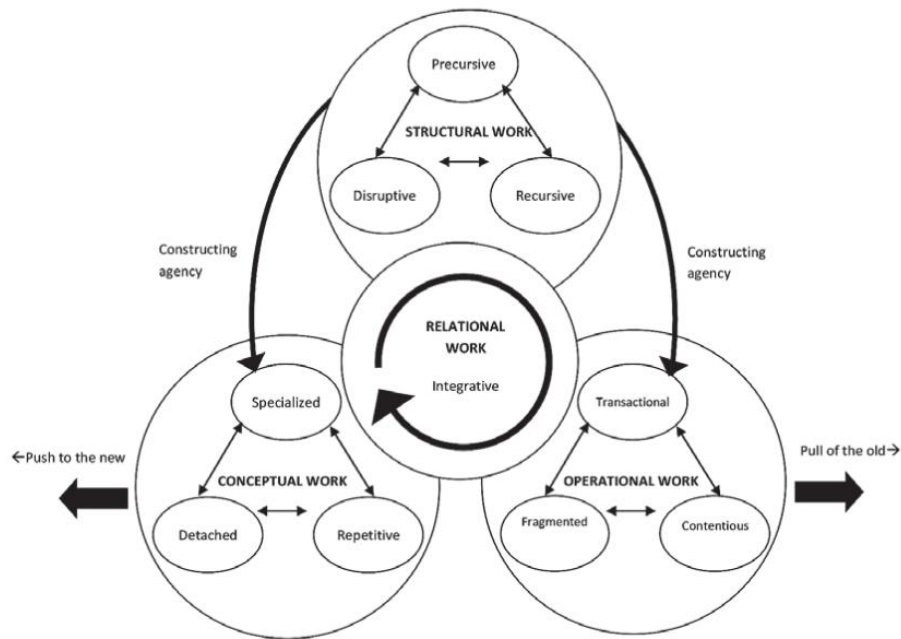 Precursive
STRUCTURAL WORK
Disruptive
Recursive
Constructing
agency
Constructing
agency
RELATIONAL
WORK
Integrative
Specialized
Transactional
←Push to the new
Pull of the old→
CONCEPTUAL WORK
OPERATIONAL WORK
Detached
Repetitive
Fragmented
Contentious